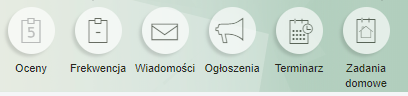 5
Oceny Frekwencja Wiadomości Ogłoszenia Terminarz Zadania
domowe